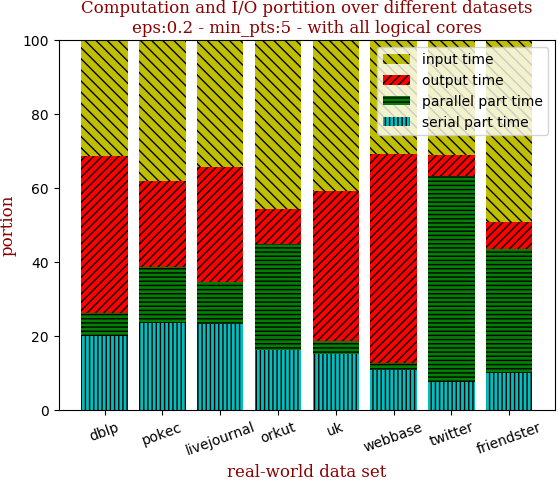 Computation and I/O portition over different datasets
eps:0.2 - min_pts:5 - with all logical cores
input time
output time
parallel part time
serial part time
100
80
60
40
20
0
portion
dblp
pokec
livejournal
orkut
uk
webbase
twitter
friendster
real-world data set